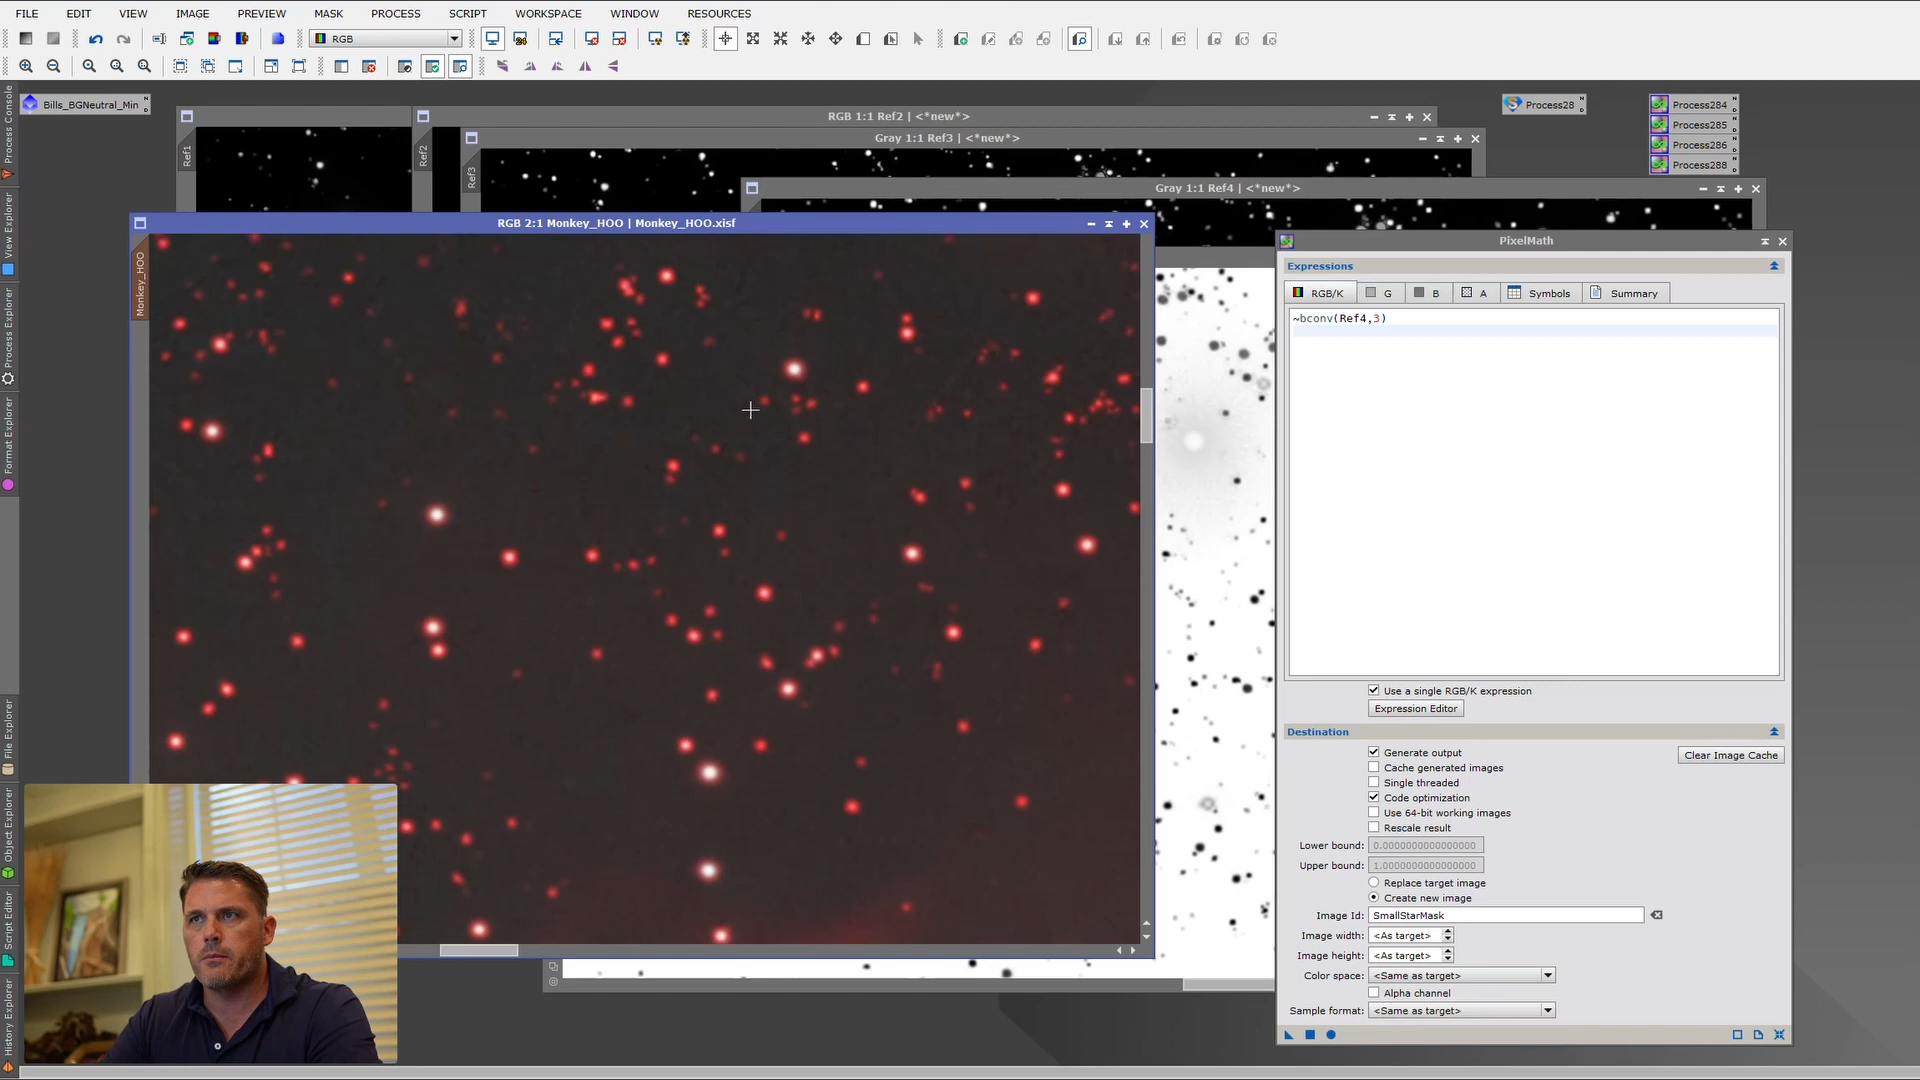 FILE EDIT VIEW IMAGE PREVIEW MASK PROCESS SCRIPT WORKSPACE WINDOW RESOURCES
RGB
Bills_BGNeutral_Min
Process28
Process284
Process285
Process286
Process288
RGB 1:1 Ref2 | <*new*>
Gray 1:1 Ref3 | <*new*>
Gray 1:1 Ref4 | <*new*>
RGB 2:1 Monkey_HOO | Monkey_HOO.xisf
Ref1
Ref2
Ref3
Monkey_HOO
Process Console
View Explorer
Process Explorer
Format Explorer
File Explorer
Object Explorer
Script Editor
History Explorer
PixelMath
Expressions
RGB/K G B A Symbols Summary
~bconv(Ref4,3)
Use a single RGB/K expression
Expression Editor
Destination
Generate output
Clear Image Cache
Cache generated images
Single threaded
Code optimization
Use 64-bit working images
Rescale result
Lower bound: 0.0000000000000000
Upper bound: 1.0000000000000000
Replace target image
Create new image
Image Id: SmallStarMask
Image width: <As target>
Image height: <As target>
Color space: <Same as target>
Alpha channel
Sample format: <Same as target>